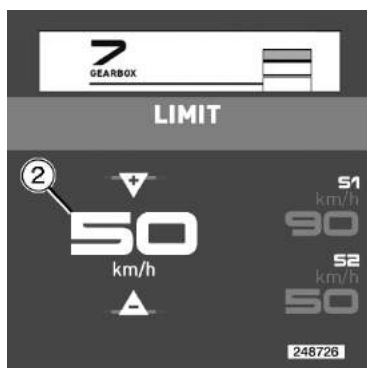 7
GEARBOX
LIMIT
2
+
50
km/h
−
S1
km/h
90
S2
km/h
50
248726